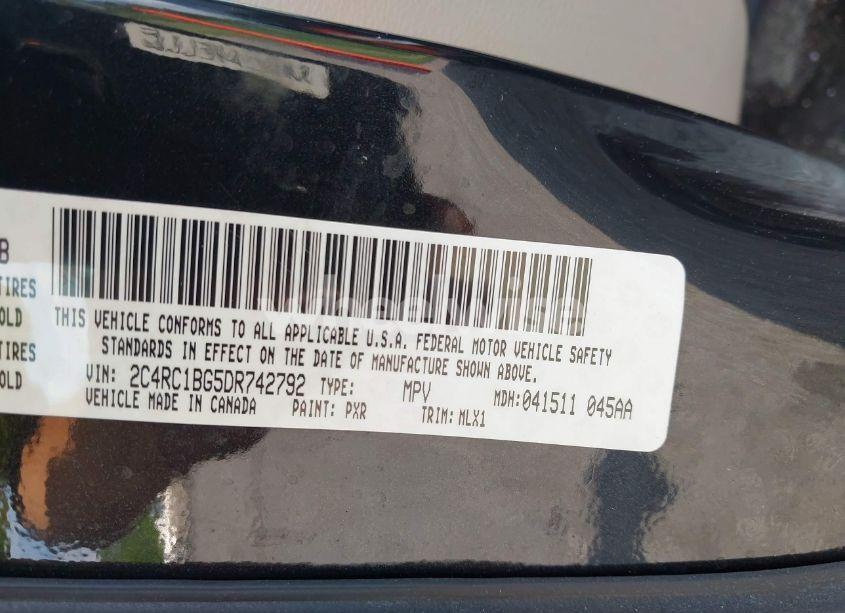 B
TIRES
OLD
TIRES
OLD
THIS VEHICLE CONFORMS TO ALL APPLICABLE U.S.A. FEDERAL MOTOR VEHICLE SAFETY
STANDARDS IN EFFECT ON THE DATE OF MANUFACTURE SHOWN ABOVE.
VIN: 2C4RC1BG5DR742792 TYPE: MPV MDH:041511 045AA
VEHICLE MADE IN CANADA PAINT: PXR TRIM: MLX1